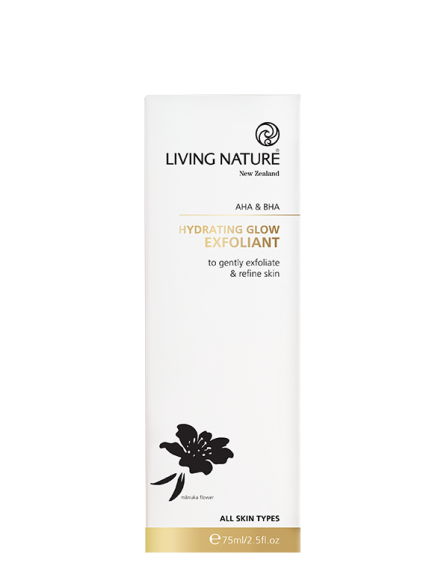 LIVING NATURE®
New Zealand
AHA & BHA
HYDRATING GLOW
EXFOLIANT
to gently exfoliate
& refine skin
mānuka flower
ALL SKIN TYPES
℮75ml/2.5fl.oz